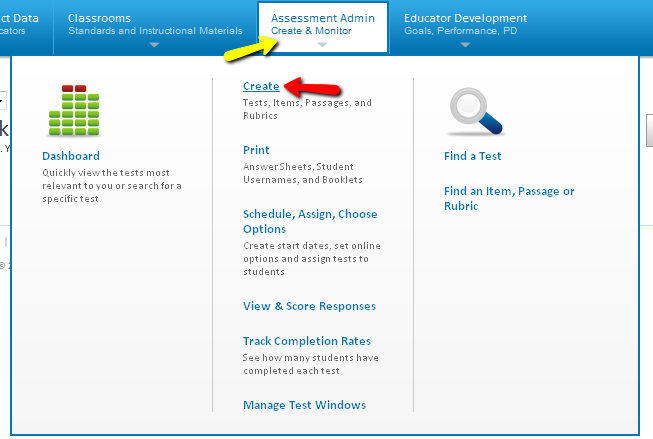 ct Data
Classrooms
Assessment Admin
Educator Development
cators
Standards and Instructional Materials
Create & Monitor
Goals, Performance, PD
k
. Y
|
©
Dashboard
Quickly view the tests most
relevant to you or search for a
specific test
Create
Tests, Items, Passages, and
Rubrics
Print
Answer Sheets, Student
Usernames, and Booklets
Schedule, Assign, Choose
Options
Create start dates, set online
options and assign tests to
students
View & Score Responses
Track Completion Rates
See how many students have
completed each test
Manage Test Windows
Find a Test
Find an Item, Passage or
Rubric